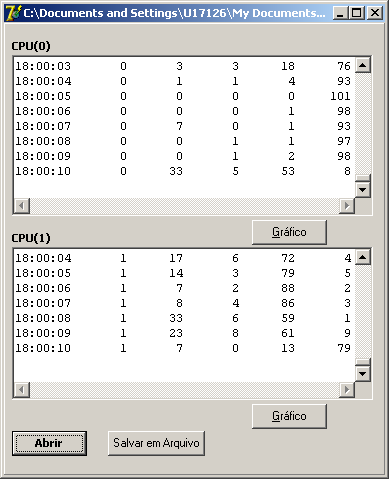 C:\Documents and Settings\U17126\My Documents...
CPU(0)
18:00:03 0 3 3 18 76
18:00:04 0 1 1 4 93
18:00:05 0 0 0 0 101
18:00:06 0 0 0 1 98
18:00:07 0 7 0 1 93
18:00:08 0 0 1 1 97
18:00:09 0 0 1 2 98
18:00:10 0 33 5 53 8
Gráfico
CPU(1)
18:00:04 1 17 6 72 4
18:00:05 1 14 3 79 5
18:00:06 1 7 2 88 2
18:00:07 1 8 4 86 3
18:00:08 1 33 6 59 1
18:00:09 1 23 8 61 9
18:00:10 1 7 0 13 79
Gráfico
Abrir
Salvar em Arquivo